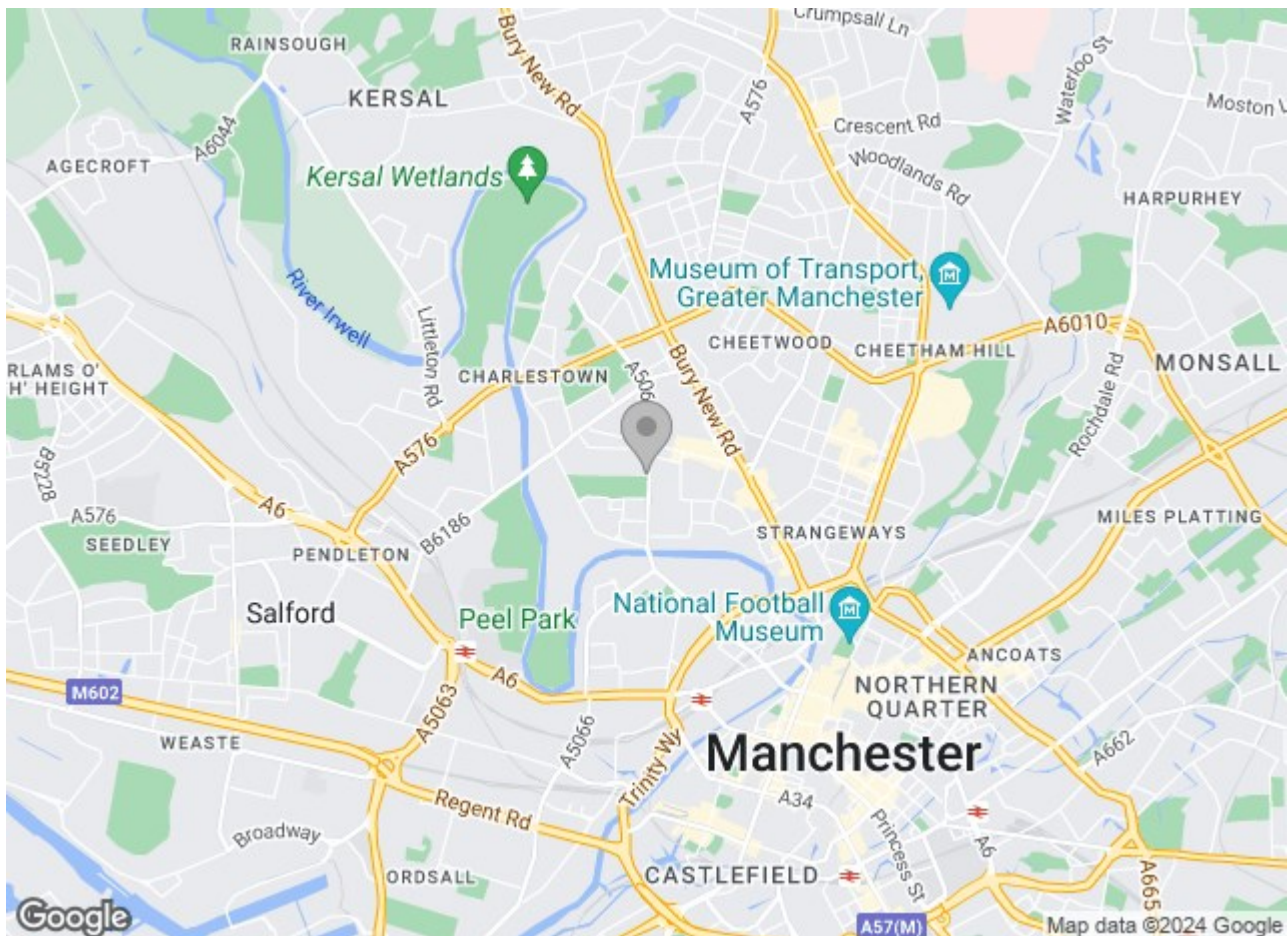 Crumpsall Ln
RAINSOUGH
Bury New Rd
A576
Waterloo St
KERSAL
Moston
A6044
Crescent Rd
AGECROFT
Kersal Wetlands
Woodlands Rd
HARPURHEY
Museum of Transport,
Greater Manchester
River Irwell
Littleton Rd
A6010
CHEETWOOD
CHEETHAM HILL
MONSALL
RLAMS O'
TH' HEIGHT
CHARLESTOWN
A506
Bury New Rd
Rochdale Rd
A576
B5228
A6
A576
B6186
MILES PLATTING
SEEDLEY
STRANGEWAYS
PENDLETON
Salford
Peel Park
National Football
Museum
ANCOATS
A6
NORTHERN
QUARTER
M602
A5063
WEASTE
A5066
Trinity Wy
Manchester
A662
Regent Rd
A34
Broadway
Princess St
A6
ORDSALL
CASTLEFIELD
A665
Google
A57(M)
Map data ©2024 Google